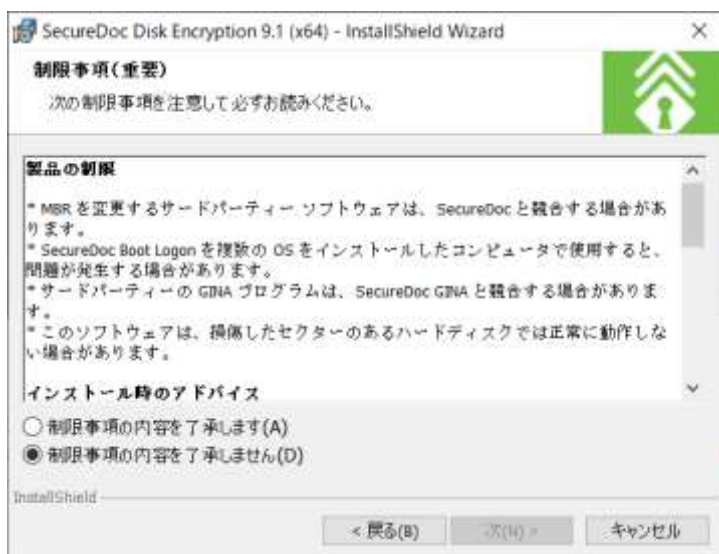 SecureDoc Disk Encryption 9.1 (x64) - InstallShield Wizard
制限事項(重要)
次の制限事項を注意して必ずお読みください。
製品の制限
* MBR を変更するサードパーティー ソフトウェアは、SecureDoc と競合する場合があ
ります。
* SecureDoc Boot Logon を複数の OS をインストールしたコンピュータで使用すると、
問題が発生する場合があります。
* サードパーティーの GINA プログラムは、SecureDoc GINA と競合する場合がありま
す。
* このソフトウェアは、損傷したセクターのあるハードディスクでは正常に動作しな
い場合があります。
インストール時のアドバイス
制限事項の内容を了承します(A)
制限事項の内容を了承しません(D)
InstallShield
< 戻る(B) 次(N) > キャンセル